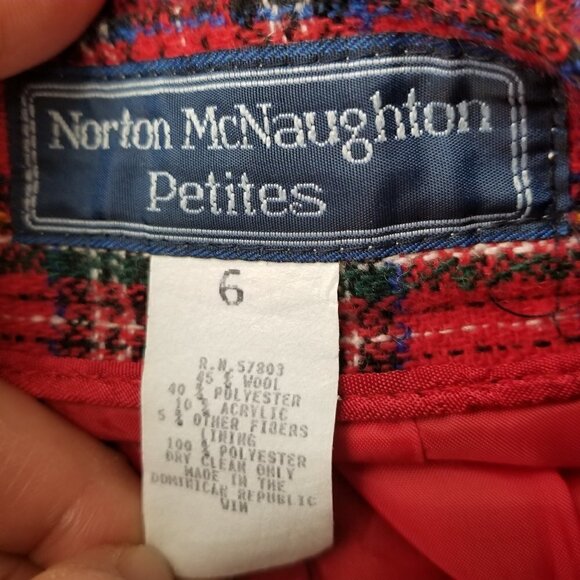 Norton McNaughton
Petites
6
R.N.57803
45 % WOOL
40 % POLYESTER
10 % ACRYLIC
5 % OTHER FIBERS
LINING
100 % POLYESTER
DRY CLEAN ONLY
MADE IN THE
DOMINICAN REPUBLIC
WIN